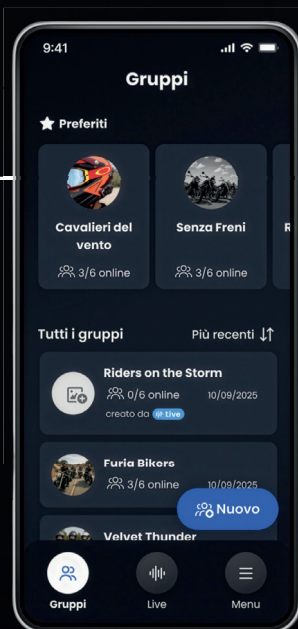 9:41
Gruppi
Preferiti
Cavalieri del
vento
3/6 online
Senza Freni
3/6 online
Tutti i gruppi
Più recenti
Riders on the Storm
0/6 online
10/09/2025
creato da Live
Furia Bikers
3/6 online
10/09/2025
Nuovo
Velvet Thunder
Gruppi
Live
Menu